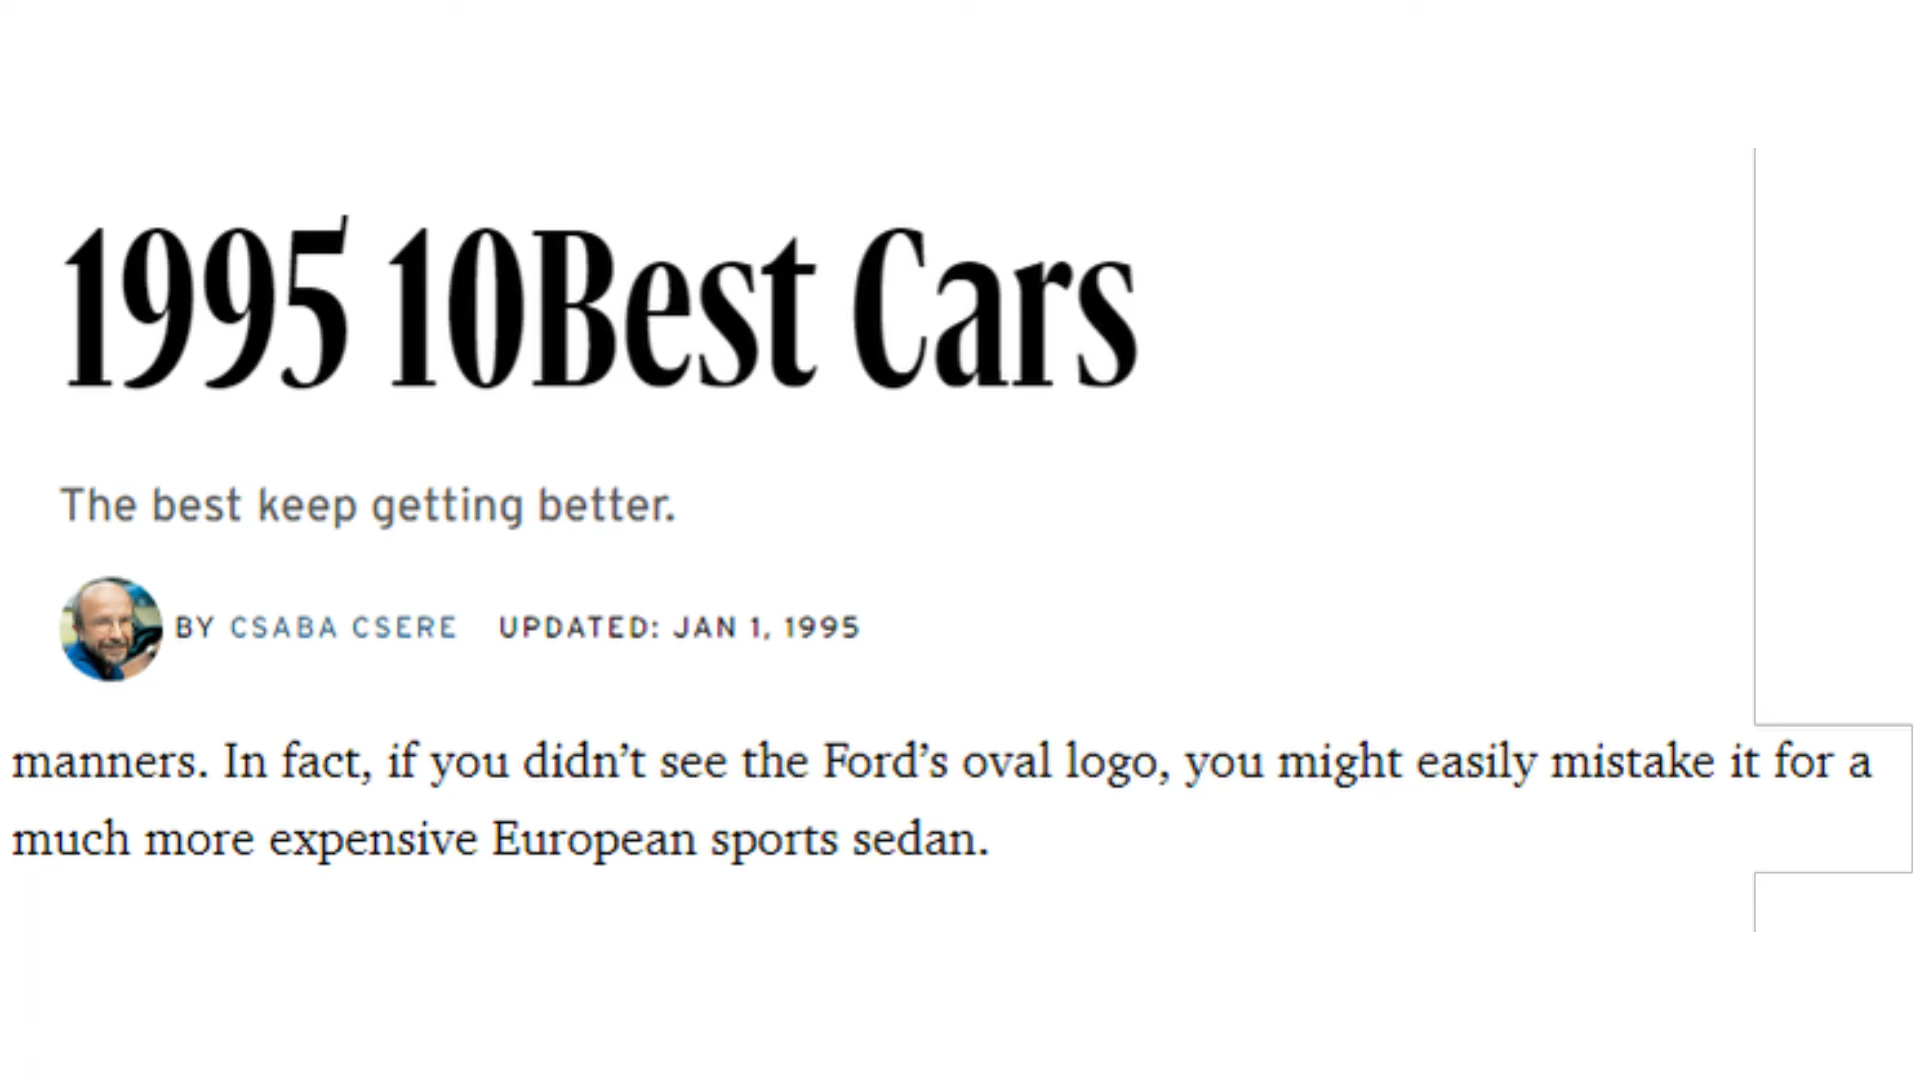 1995 10Best Cars
The best keep getting better.
BY CSABA CSERE UPDATED: JAN 1, 1995
manners. In fact, if you didn’t see the Ford’s oval logo, you might easily mistake it for a
much more expensive European sports sedan.